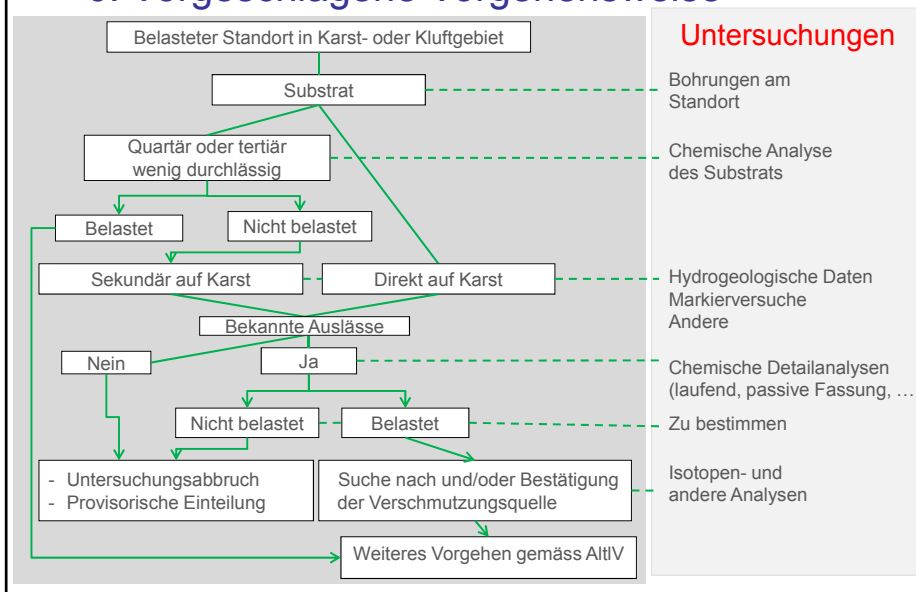 Vorgeschlagene Vorgehensweise
Belasteter Standort in Karst- oder Kluftgebiet
Untersuchungen
Substrat
Bohrungen am
Standort
Quartär oder tertiär
wenig durchlässig
Chemische Analyse
des Substrats
Belastet
Nicht belastet
Sekundär auf Karst
Direkt auf Karst
Hydrogeologische Daten
Markierversuche
Andere
Bekannte Auslässe
Nein
Ja
Chemische Detailanalysen
(laufend, passive Fassung, …
Nicht belastet
Belastet
Zu bestimmen
- Untersuchungsabbruch
- Provisorische Einteilung
Suche nach und/oder Bestätigung
der Verschmutzungsquelle
Isotopen- und
andere Analysen
Weiteres Vorgehen gemäss AltlV